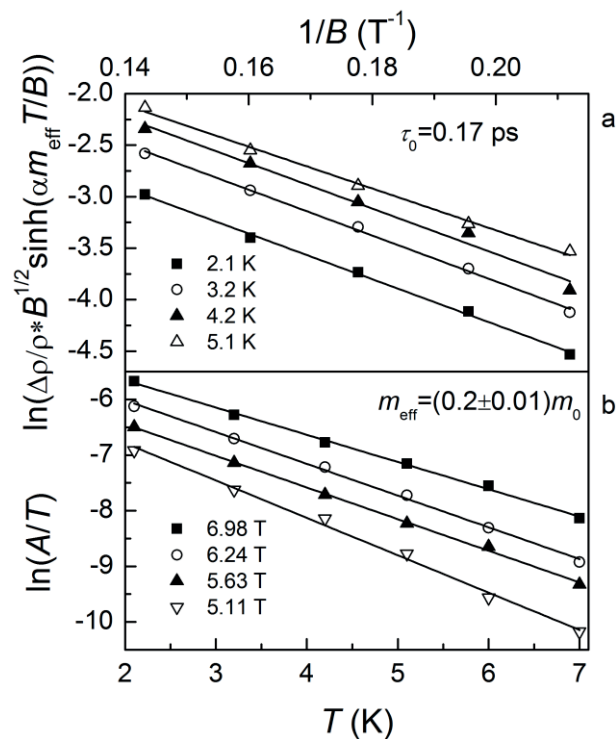 1/B (T⁻¹)
0.14 0.16 0.18 0.20
-2.0
-2.5
-3.0
-3.5
-4.0
-4.5
a
τ₀=0.17 ps
2.1 K
3.2 K
4.2 K
5.1 K
ln(Δρ/ρ*B^1/2 sinh(αm_eff T/B))
b
m_eff=(0.2±0.01)m₀
-6
-7
-8
-9
-10
ln(A/T)
6.98 T
6.24 T
5.63 T
5.11 T
2 3 4 5 6 7
T (K)